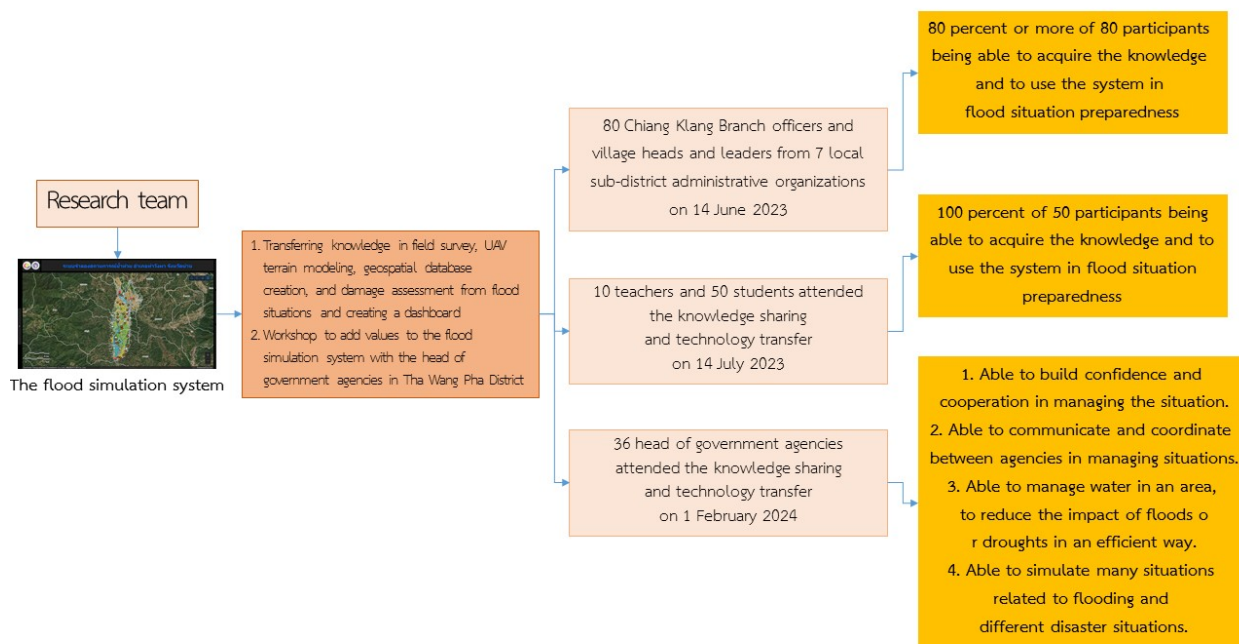 Research team
The flood simulation system
1. Transferring knowledge in field survey, UAV
terrain modeling, geospatial database
creation, and damage assessment from flood
situations and creating a dashboard
2. Workshop to add values to the flood
simulation system with the head of
government agencies in Tha Wang Pha District
80 Chiang Klang Branch officers and
village heads and leaders from 7 local
sub-district administrative organizations
on 14 June 2023
10 teachers and 50 students attended
the knowledge sharing
and technology transfer
on 14 July 2023
36 head of government agencies
attended the knowledge sharing
and technology transfer
on 1 February 2024
80 percent or more of 80 participants
being able to acquire the knowledge
and to use the system in
flood situation preparedness
100 percent of 50 participants being
able to acquire the knowledge and to
use the system in flood situation
preparedness
1. Able to build confidence and
cooperation in managing the situation.
2. Able to communicate and coordinate
between agencies in managing situations.
3. Able to manage water in an area,
to reduce the impact of floods o
r droughts in an efficient way.
4. Able to simulate many situations
related to flooding and
different disaster situations.